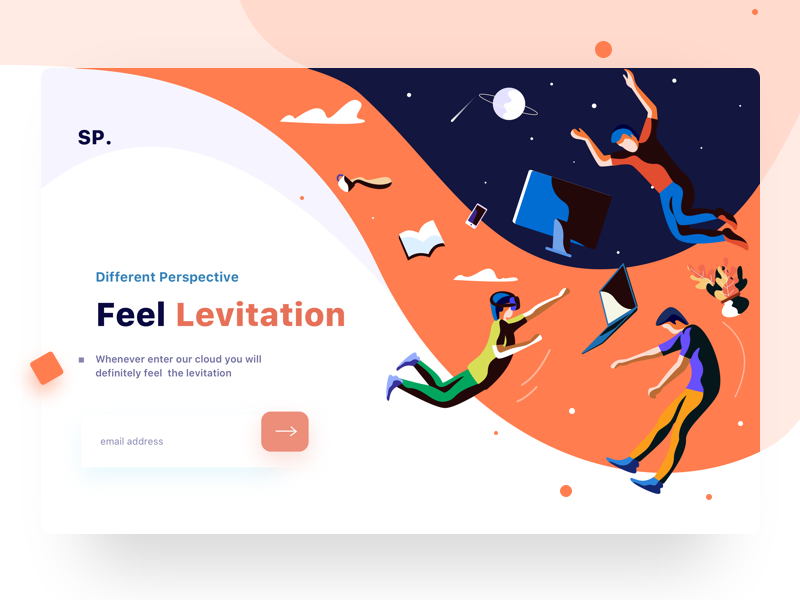 SP.
Different Perspective
Feel Levitation
Whenever enter our cloud you will
definitely feel the levitation
email address